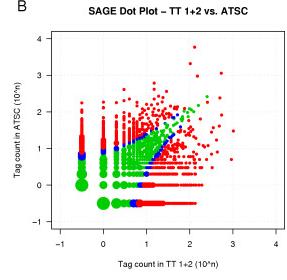 B
SAGE Dot Plot – TT 1+2 vs. ATSC
Tag count in ATSC (10^n)
4
3
2
1
0
−1
−1 0 1 2 3 4
Tag count in TT 1+2 (10^n)